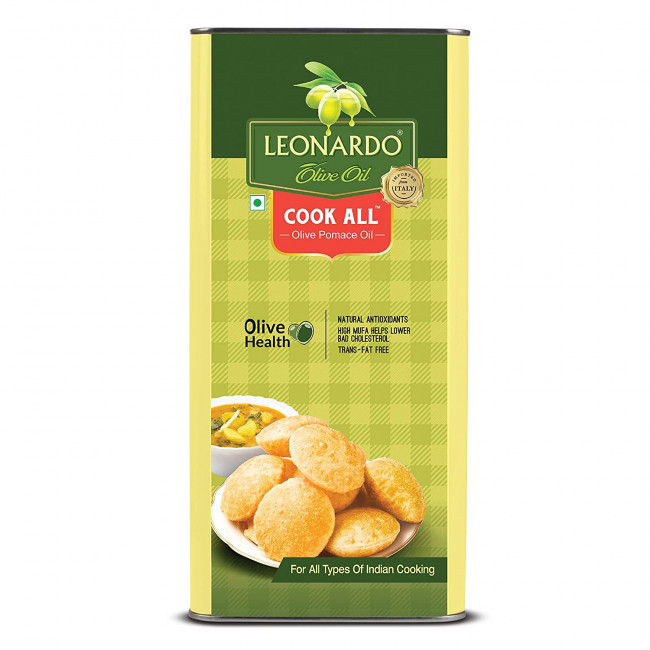 LEONARDO®
Olive Oil
IMPORTED
from
(ITALY)
COOK ALL™
Olive Pomace Oil
Olive
Health
NATURAL ANTIOXIDANTS
HIGH MUFA HELPS LOWER
BAD CHOLESTEROL
TRANS-FAT FREE
For All Types Of Indian Cooking